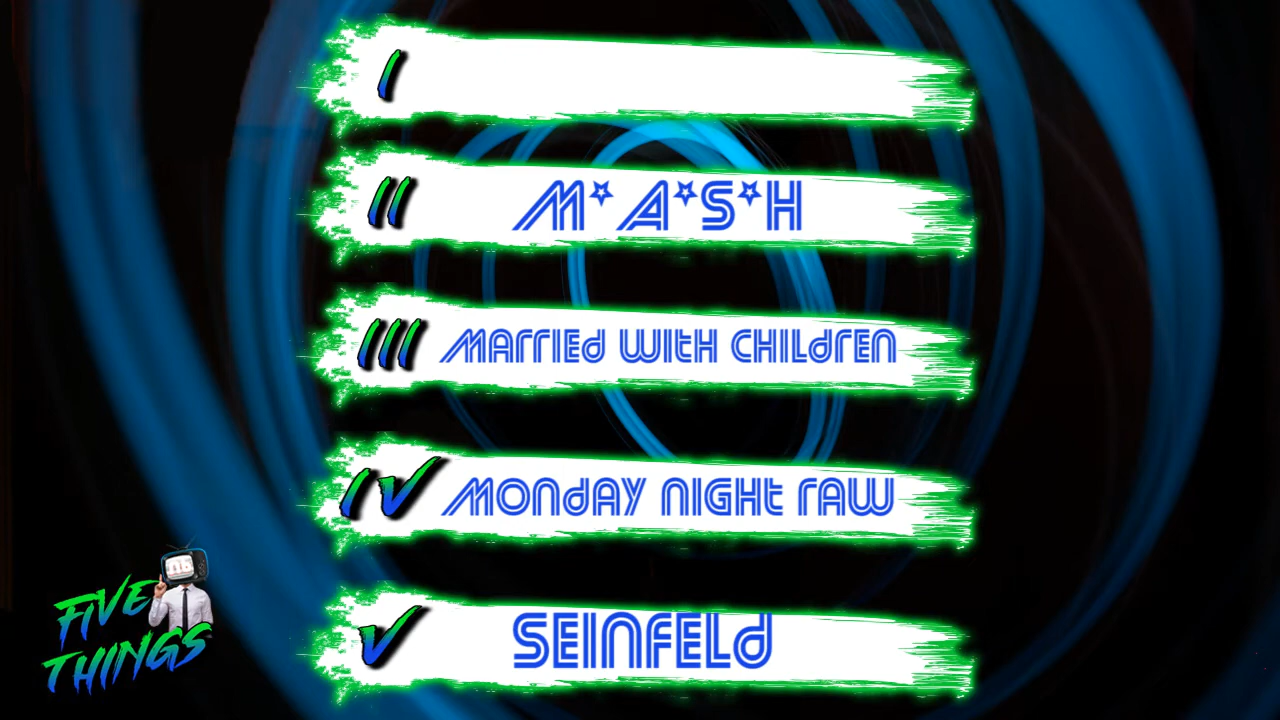 I
II M*A*S*H
III Married with Children
IV Monday Night Raw
V Seinfeld
FIVE
THINGS